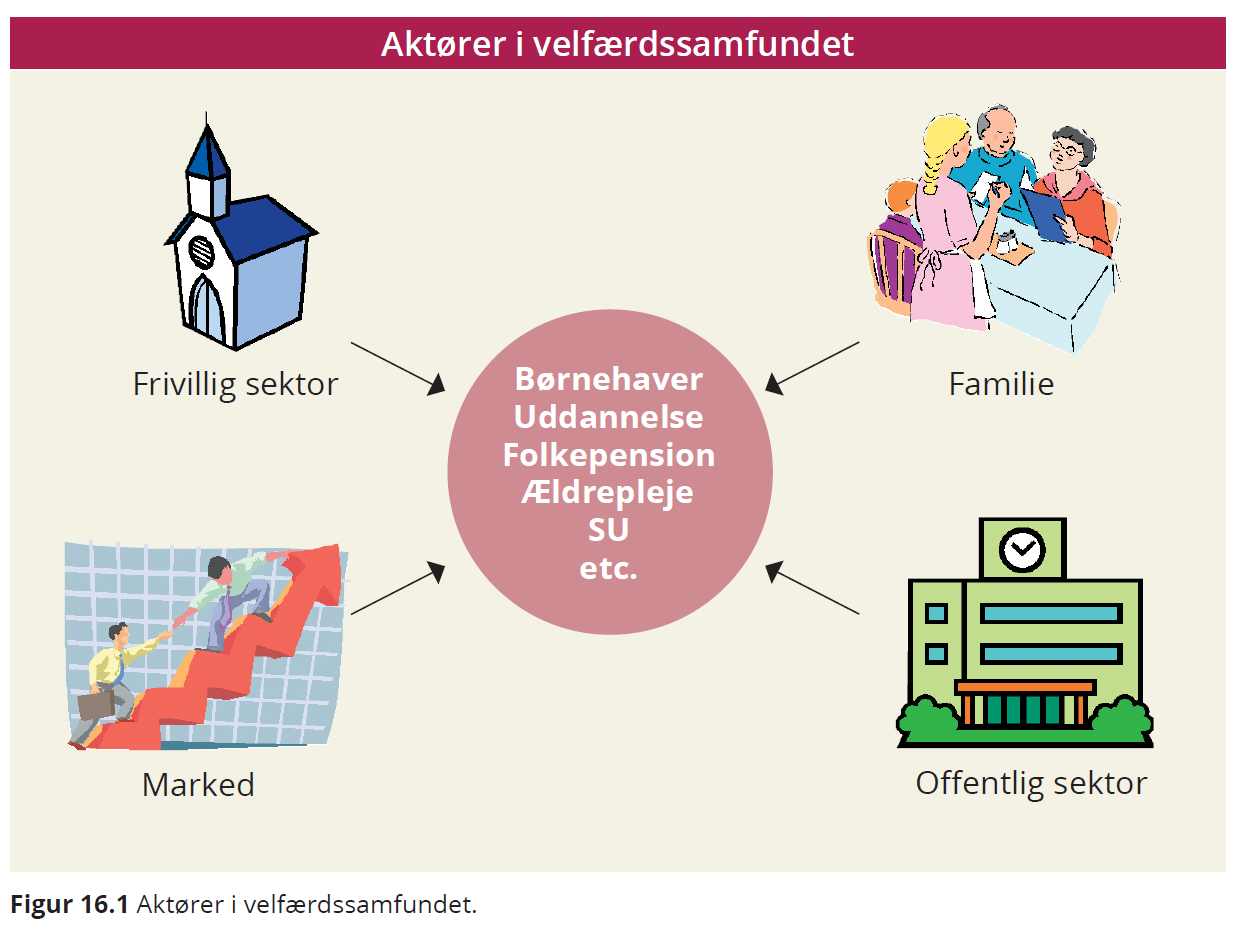 Aktører i velfærdssamfundet
Frivillig sektor
Familie
Børnehaver
Uddannelse
Folkepension
Ældrepleje
SU
etc.
Marked
Offentlig sektor
Figur 16.1 Aktører i velfærdssamfundet.